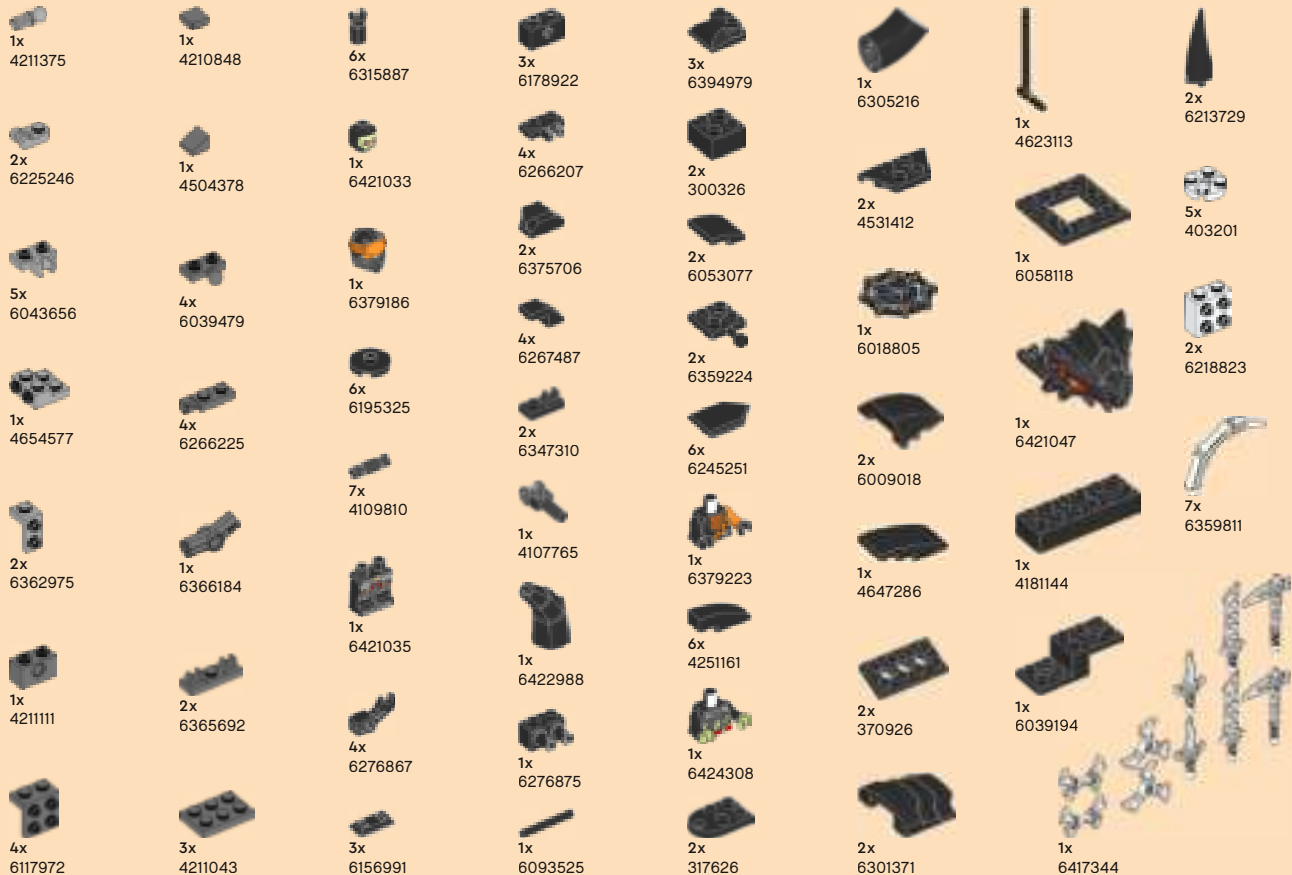 1x
4211375
2x
6225246
5x
6043656
1x
4654577
2x
6362975
1x
4211111
4x
6117972
1x
4210848
1x
4504378
4x
6039479
4x
6266225
1x
6366184
2x
6365692
3x
4211043
6x
6315887
1x
6421033
1x
6379186
6x
6195325
7x
4109810
1x
6421035
4x
6276867
3x
6156991
3x
6178922
4x
6266207
2x
6375706
4x
6267487
2x
6347310
1x
4107765
1x
6422988
1x
6276875
1x
6093525
3x
6394979
2x
300326
2x
6053077
2x
6359224
6x
6245251
1x
6379223
6x
4251161
1x
6424308
2x
317626
1x
6305216
2x
4531412
1x
6018805
2x
6009018
1x
4647286
2x
370926
2x
6301371
1x
4623113
1x
6058118
1x
6421047
1x
4181144
1x
6039194
1x
6417344
2x
6213729
5x
403201
2x
6218823
7x
6359811